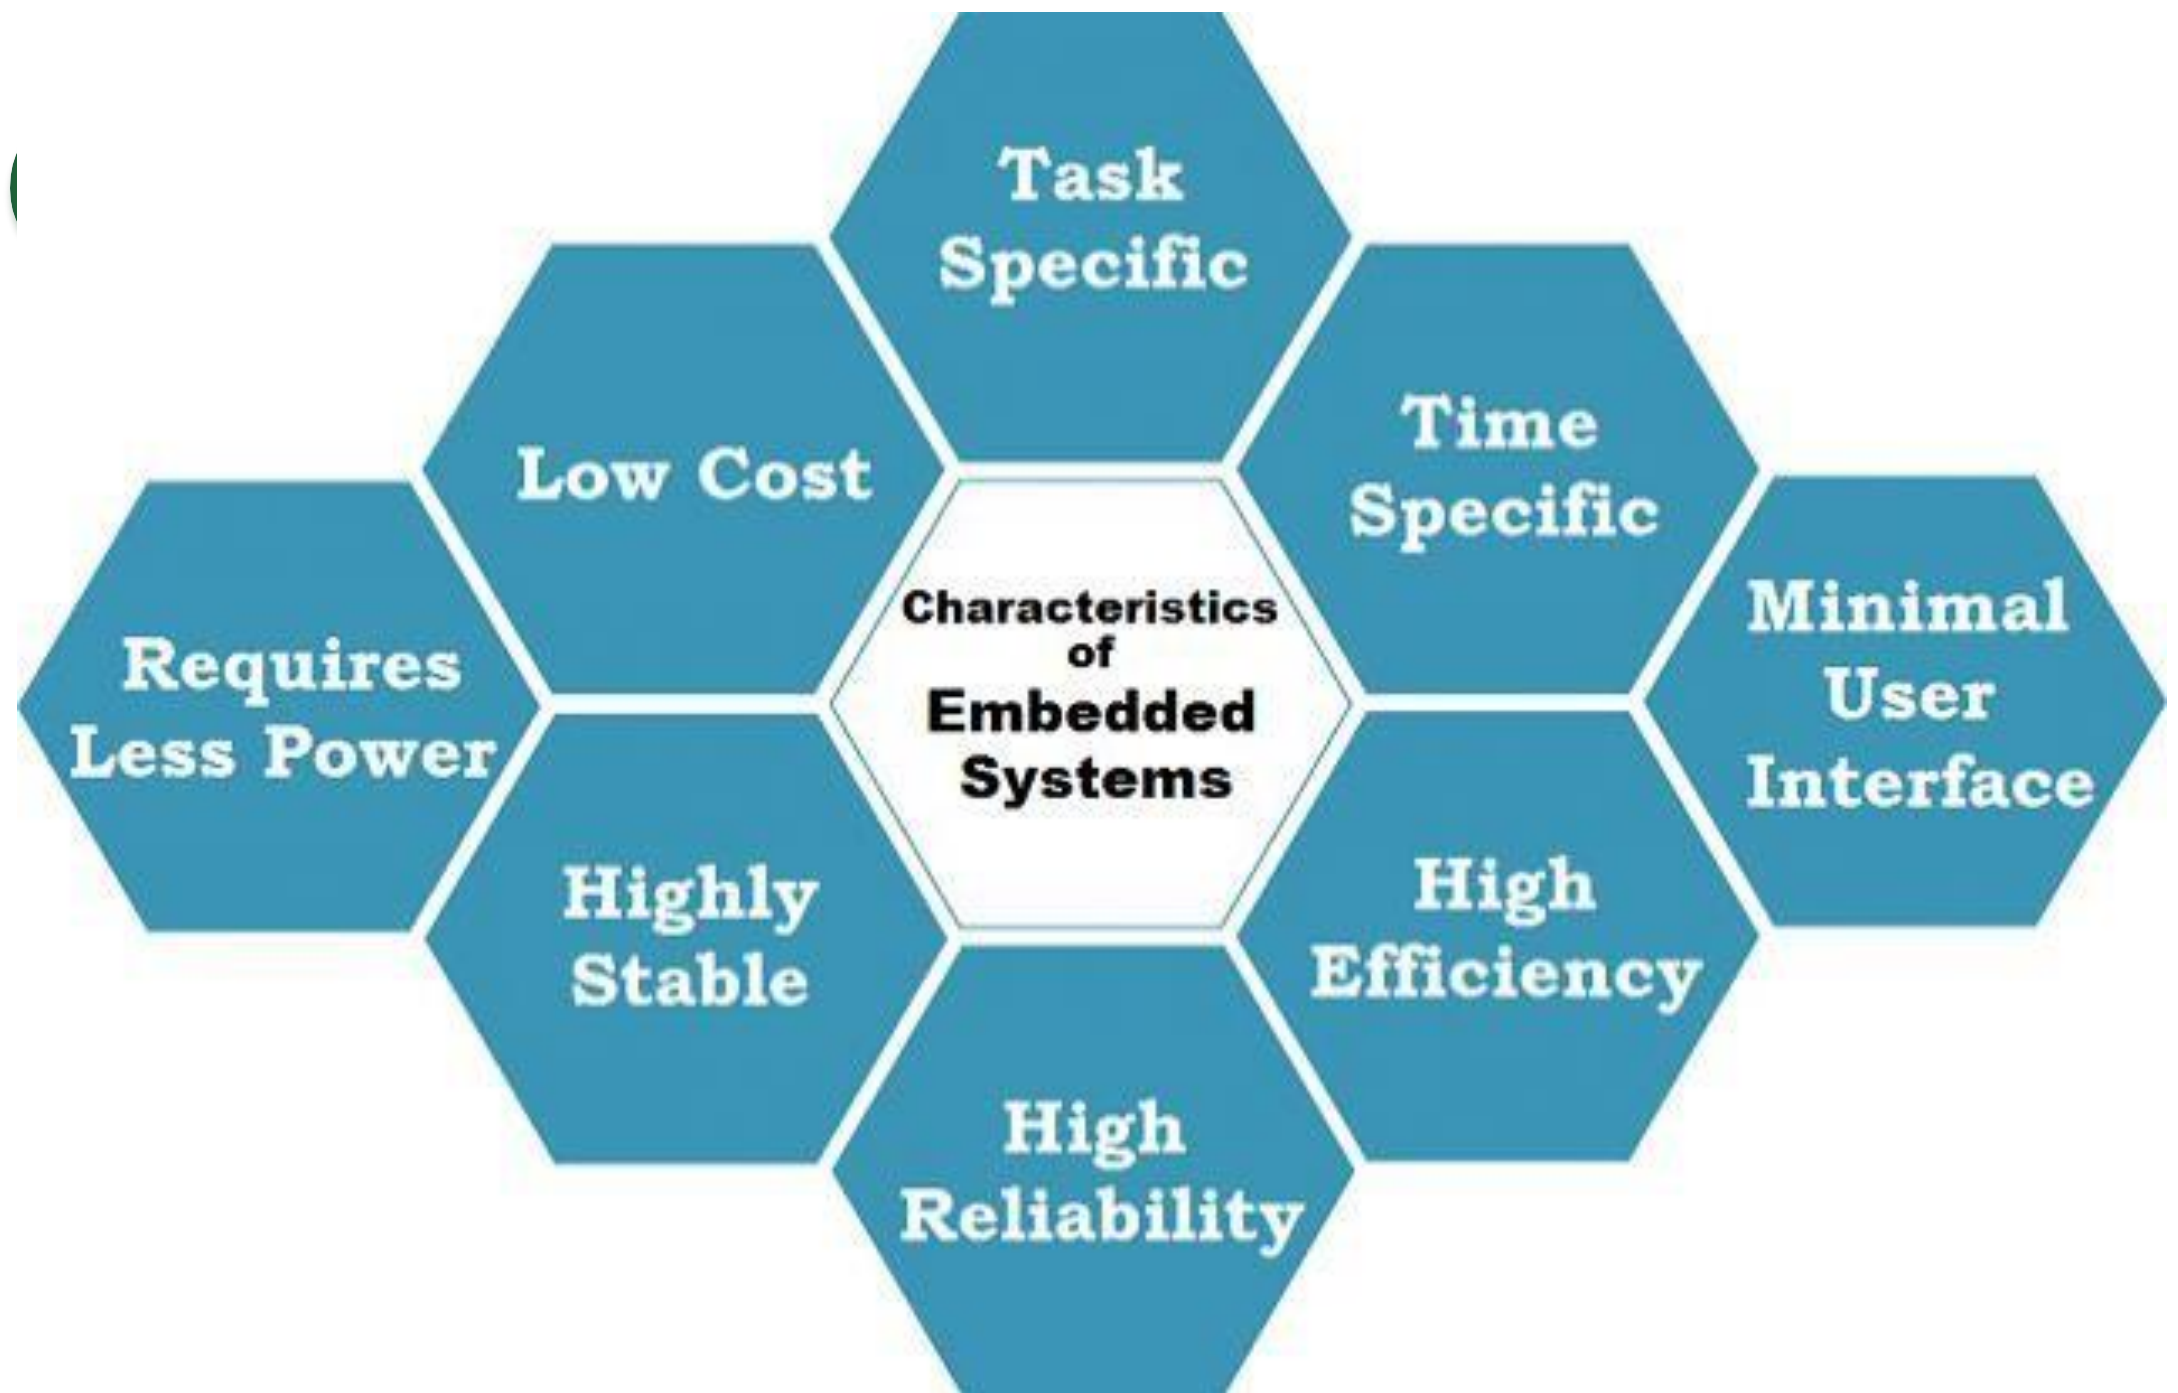 Task
Specific
Low Cost
Time
Specific
Requires
Less Power
Characteristics
of
Embedded
Systems
Minimal
User
Interface
Highly
Stable
High
Efficiency
High
Reliability